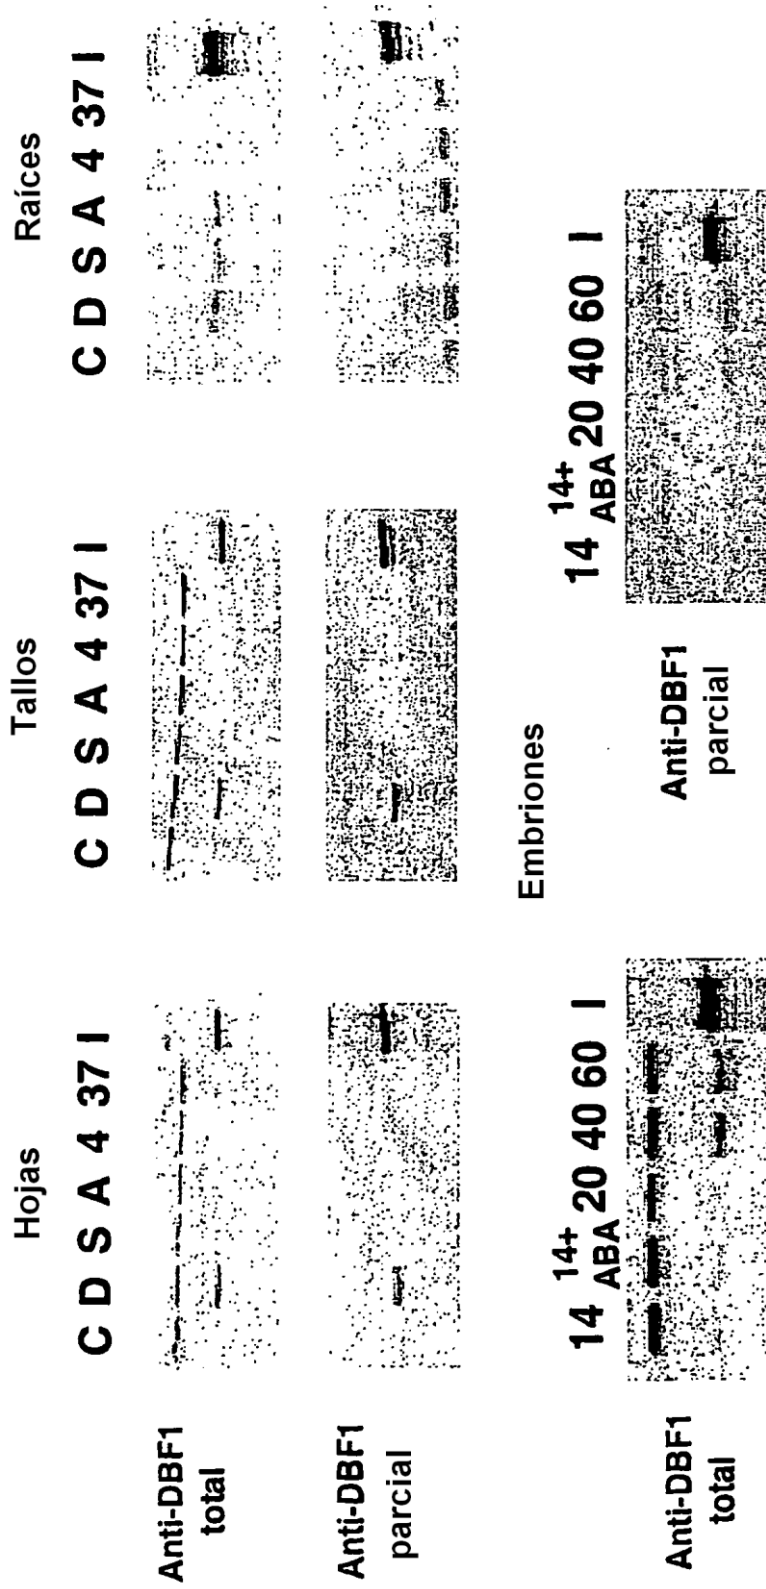 Hojas
Tallos
Raíces
C D S A 4 37 I
C D S A 4 37 I
C D S A 4 37 I
Anti-DBF1
total
Anti-DBF1
parcial
Embriones
14 14+ ABA 20 40 60 I
14 14+ ABA 20 40 60 I
Anti-DBF1
total
Anti-DBF1
parcial